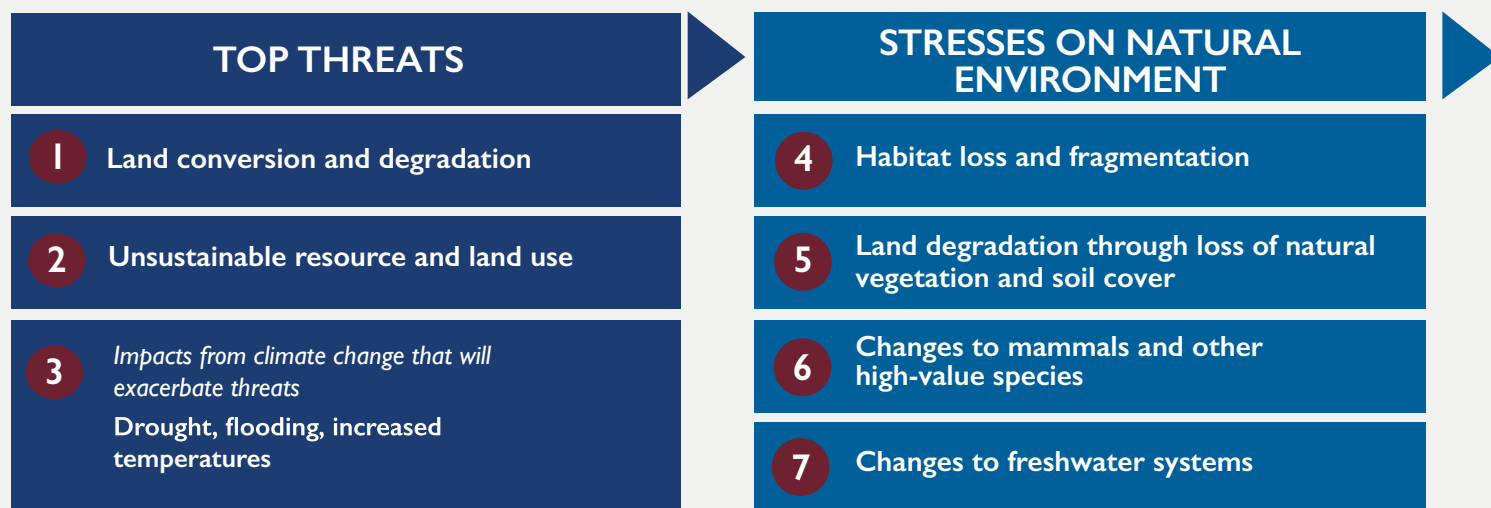 TOP THREATS
1
Land conversion and degradation
2
Unsustainable resource and land use
3
Impacts from climate change that will
exacerbate threats
Drought, flooding, increased
temperatures
STRESSES ON NATURAL
ENVIRONMENT
4
Habitat loss and fragmentation
5
Land degradation through loss of natural
vegetation and soil cover
6
Changes to mammals and other
high-value species
7
Changes to freshwater systems